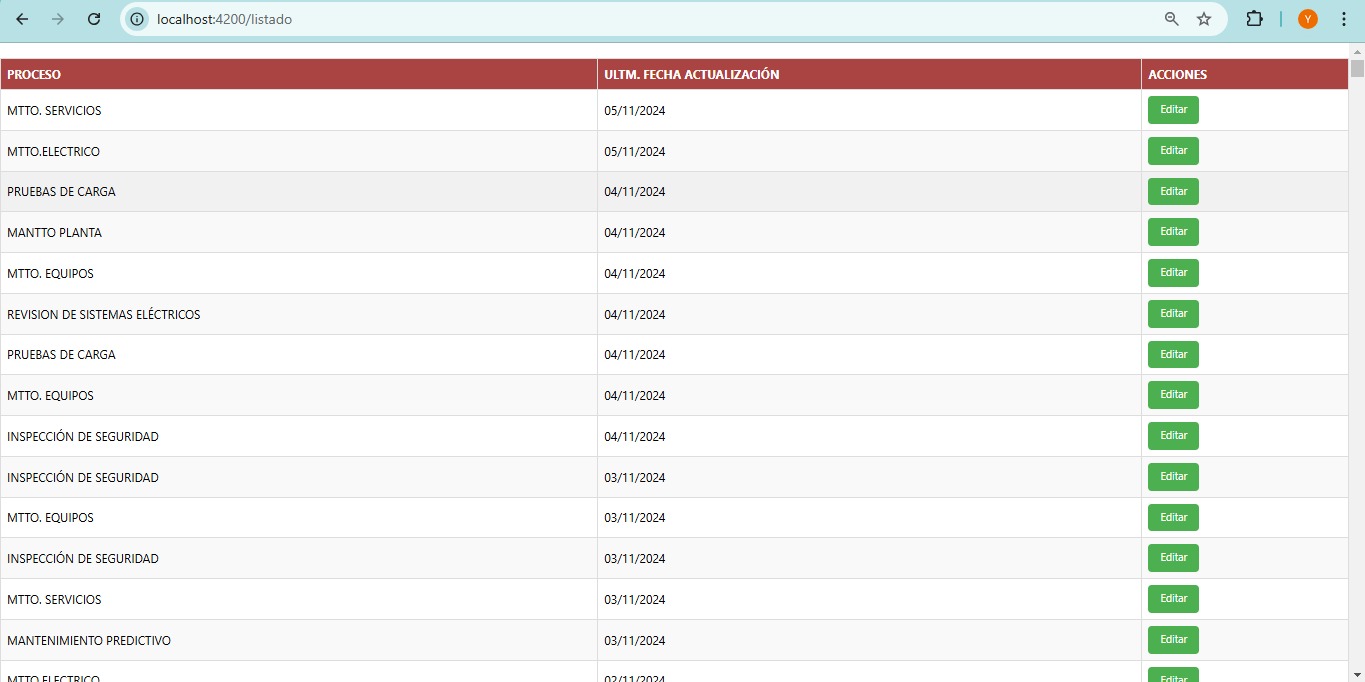 localhost:4200/listado
Y
PROCESO ULTM. FECHA ACTUALIZACIÓN ACCIONES
MTTO. SERVICIOS 05/11/2024 Editar
MTTO.ELECTRICO 05/11/2024 Editar
PRUEBAS DE CARGA 04/11/2024 Editar
MANTTO PLANTA 04/11/2024 Editar
MTTO. EQUIPOS 04/11/2024 Editar
REVISION DE SISTEMAS ELÉCTRICOS 04/11/2024 Editar
PRUEBAS DE CARGA 04/11/2024 Editar
MTTO. EQUIPOS 04/11/2024 Editar
INSPECCIÓN DE SEGURIDAD 04/11/2024 Editar
INSPECCIÓN DE SEGURIDAD 03/11/2024 Editar
MTTO. EQUIPOS 03/11/2024 Editar
INSPECCIÓN DE SEGURIDAD 03/11/2024 Editar
MTTO. SERVICIOS 03/11/2024 Editar
MANTENIMIENTO PREDICTIVO 03/11/2024 Editar
MTTO.ELECTRICO 02/11/2024 Editar